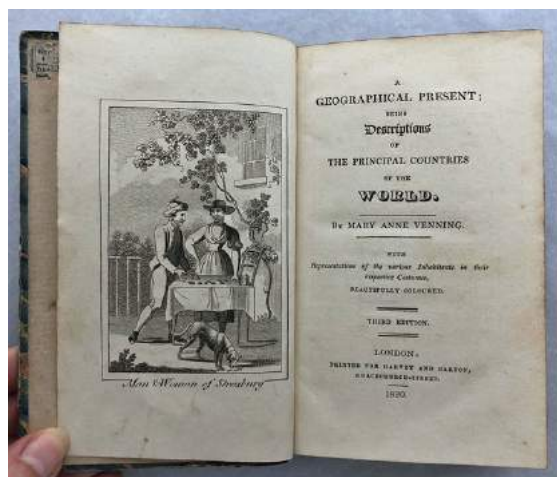 Man & Woman of Strasburg
A
GEOGRAPHICAL PRESENT;
BEING
Descriptions
OF
THE PRINCIPAL COUNTRIES
OF THE
WORLD.
By MARY ANNE VENNING.
WITH
Representations of the various Inhabitants in their
respective Costumes,
BEAUTIFULLY COLOURED.
THIRD EDITION.
LONDON:
PRINTED FOR HARVEY AND DARTON,
GRACECHURCH-STREET.
1820.